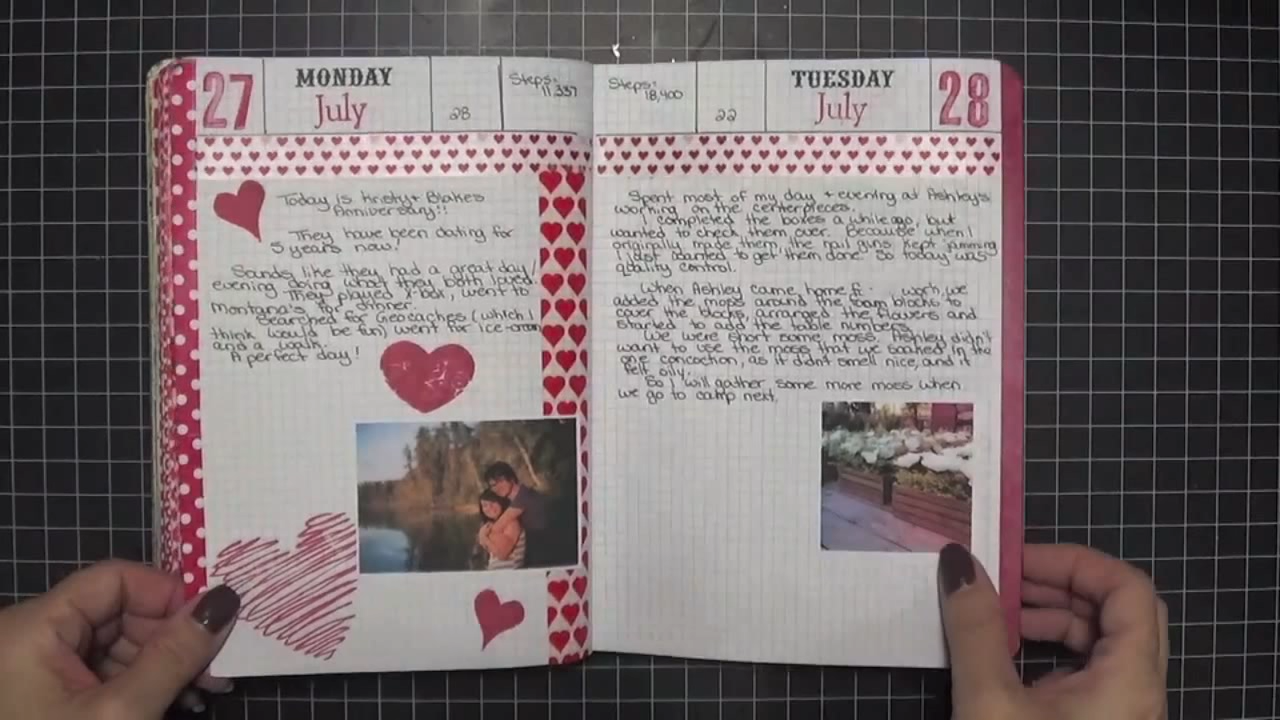 27
MONDAY
July
28
Steps:
11,337
Today is Kristy + Blakes
Anniversary!!
They have been dating for
5 years now!
Sounds like they had a great day/
evening doing what they both loved.
They played x-box, went to
Montana's for dinner.
Searched for Geocaches (which I
think would be fun) went for ice-cream
and a walk.
A perfect day!
Steps:
18,400
22
TUESDAY
July
28
Spent most of my day + evening at Ashley's
working on the centerpieces.
I completed the boxes a while ago, but
wanted to check them over. Because when I
originally made them, the nail guns kept jamming
I just wanted to get them done. So today was
quality control.
When Ashley came home work, we
added the mops around the foam blocks to
cover the blocks, arranged the flowers and
started to add the table numbers.
We were short some moss. Ashley didn't
want to use the moss that we soaked in the
one concoction, as it didnt smell nice, and it
felt oily.
So I will gather some more moss when
we go to camp next.